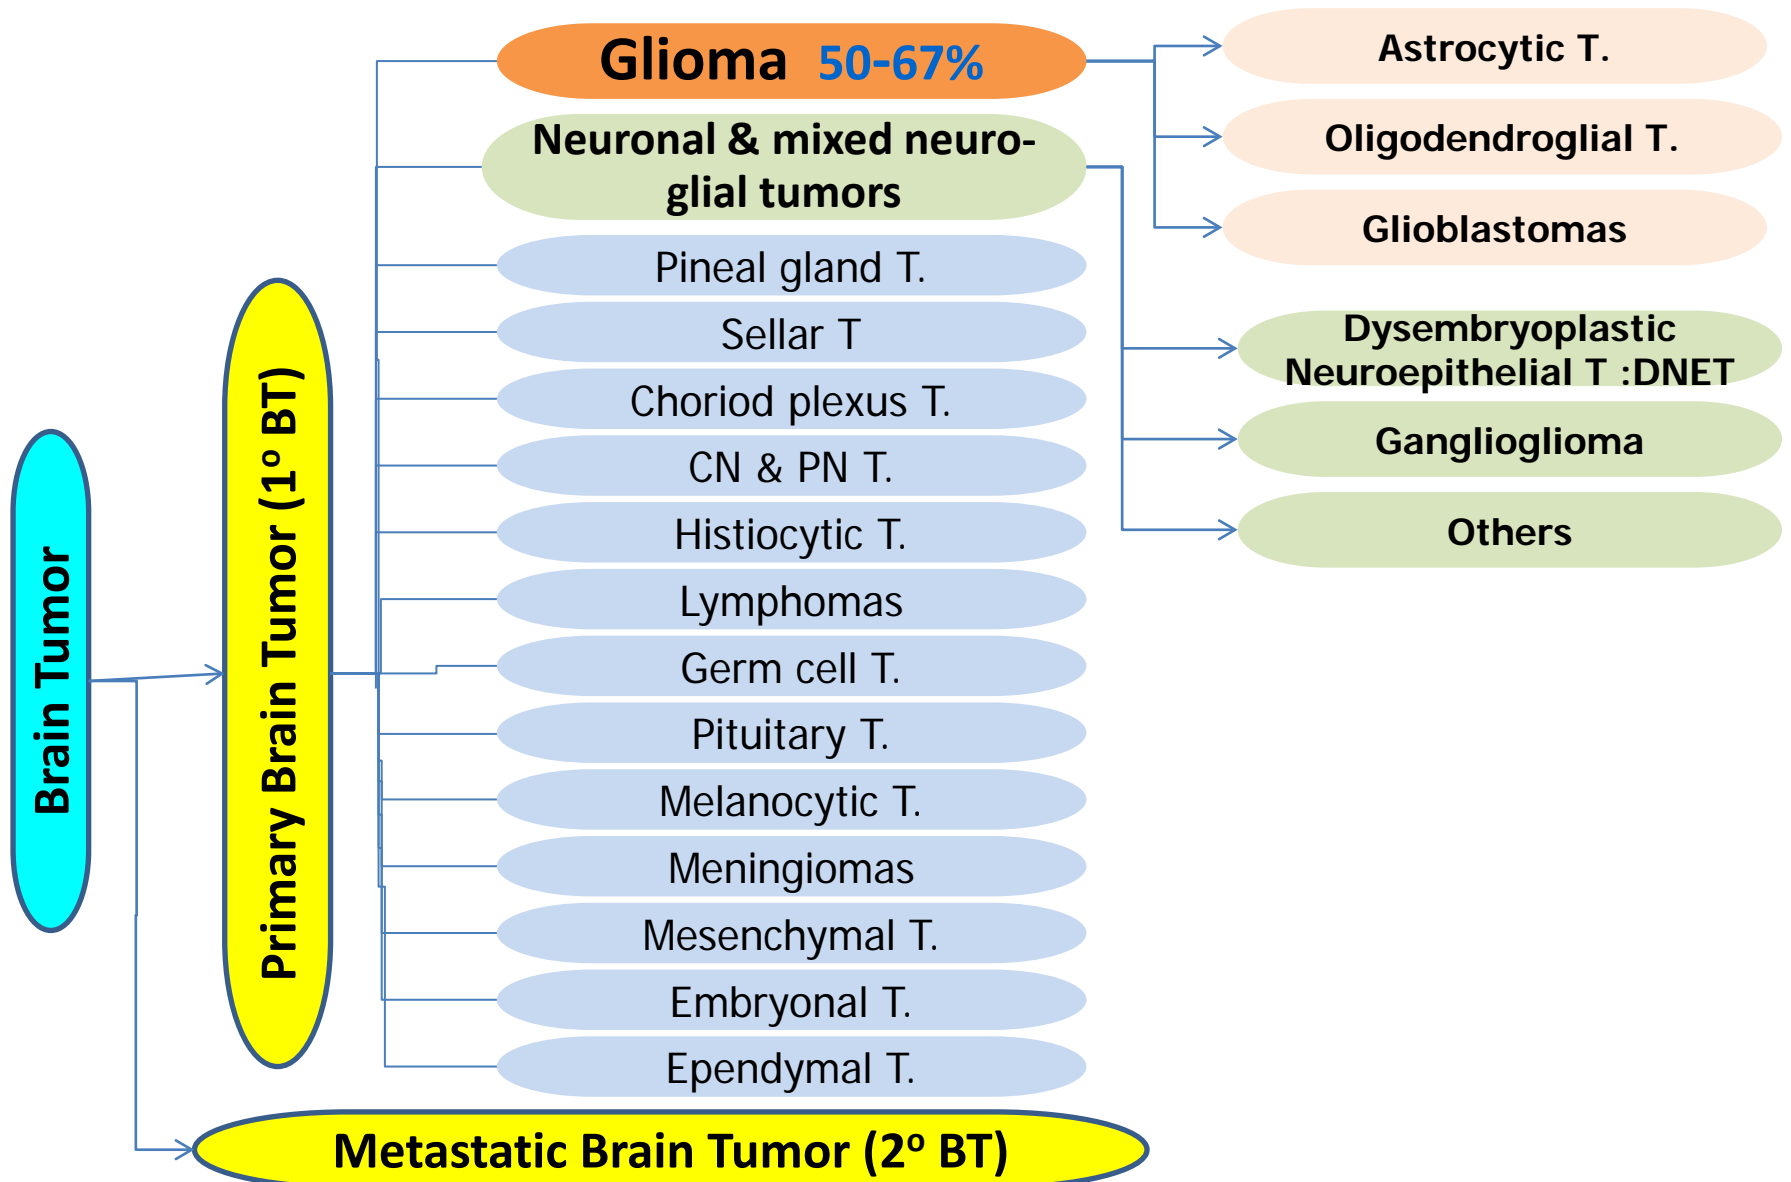 Brain Tumor
Primary Brain Tumor (1º BT)
Glioma 50-67%
Neuronal & mixed neuro-
glial tumors
Pineal gland T.
Sellar T
Choriod plexus T.
CN & PN T.
Histiocytic T.
Lymphomas
Germ cell T.
Pituitary T.
Melanocytic T.
Meningiomas
Mesenchymal T.
Embryonal T.
Ependymal T.
Metastatic Brain Tumor (2º BT)
Astrocytic T.
Oligodendroglial T.
Glioblastomas
Dysembryoplastic
Neuroepithelial T :DNET
Ganglioglioma
Others